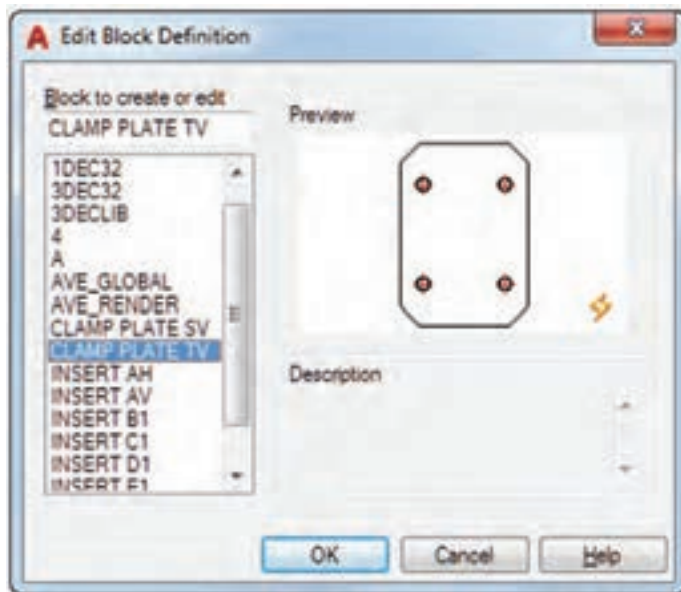 Edit Block Definition
Block to create or edit
CLAMP PLATE TV
1DEC32
3DEC32
3DECLIB
4
A
AVE_GLOBAL
AVE_RENDER
CLAMP PLATE SV
CLAMP PLATE TV
INSERT AH
INSERT AV
INSERT B1
INSERT C1
INSERT D1
INSERT E1
Preview
Description
OK
Cancel
Help